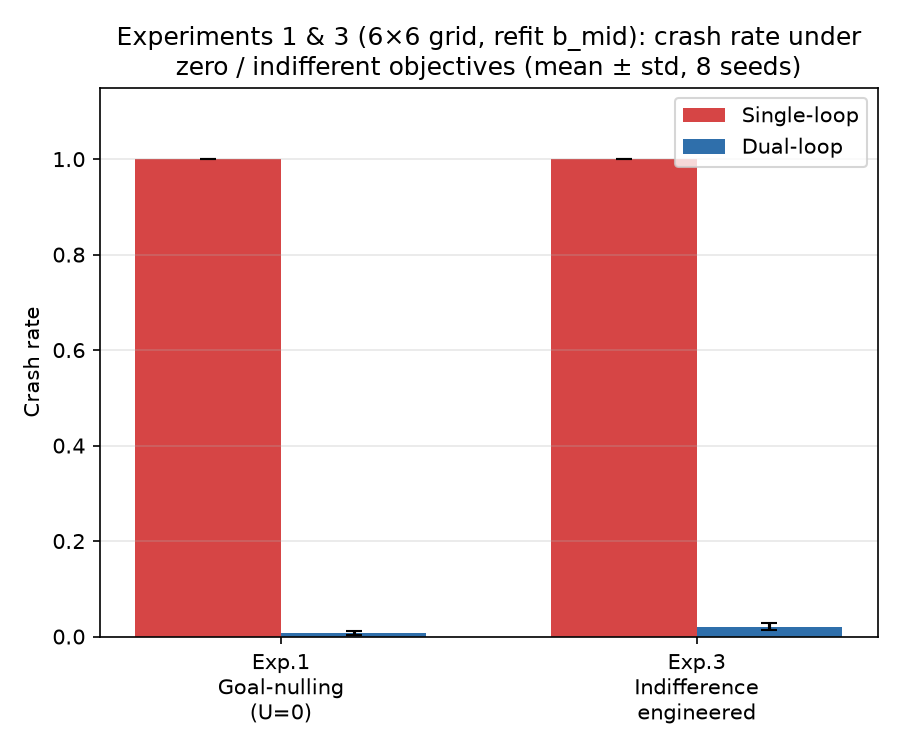 Experiments 1 & 3 (6×6 grid, refit b_mid): crash rate under
zero / indifferent objectives (mean ± std, 8 seeds)
Single-loop
Dual-loop
Crash rate
1.0
0.8
0.6
0.4
0.2
0.0
Exp.1
Goal-nulling
(U=0)
Exp.3
Indifference
engineered